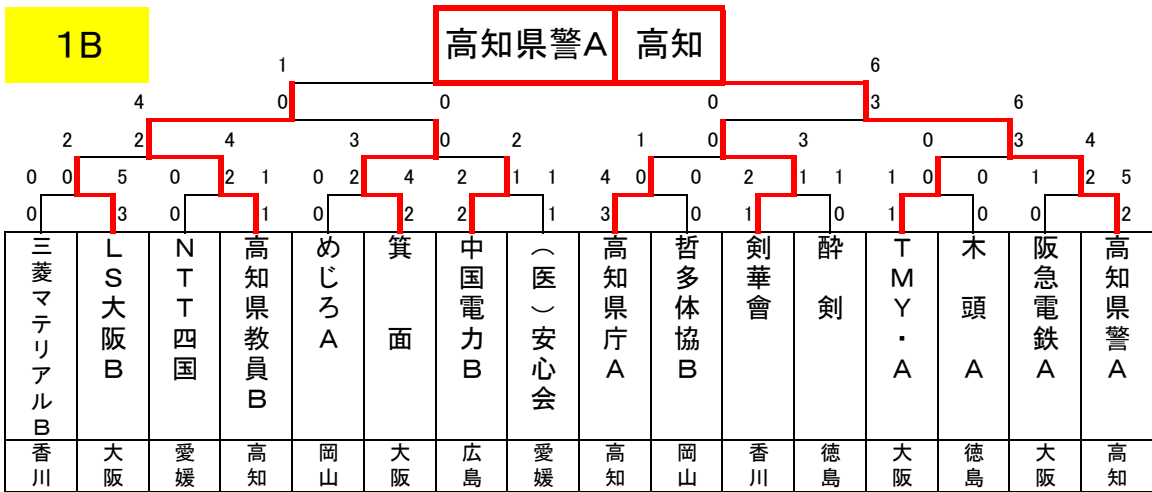 1B
高知県警A 高知
1 6
4 0 0 0 3 6
2 2 4 3 0 2 1 0 3 0 3 4
0 0 5 0 2 1 0 2 4 2 1 1 4 0 0 2 1 1 1 0 0 1 2 5
0 3 0 1 0 2 2 1 3 0 1 0 1 0 0 2
三菱マテリアルB
LS大阪B
NTT四国
高知県教員B
めじろA
箕面
中国電力B
(医)安心会
高知県庁A
哲多体協B
剣華會
酔剣
TMY・A
木頭A
阪急電鉄A
高知県警A
香川
大阪
愛媛
高知
岡山
大阪
広島
愛媛
高知
岡山
香川
徳島
大阪
徳島
大阪
高知